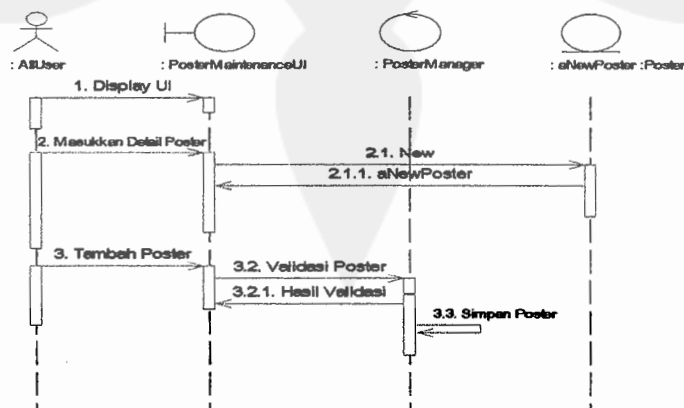 : AllUser
: PosterMaintenanceUI
: PosterManager
: aNewPoster :Poster
1. Display UI
2. Masukkan Detail Poster
2.1. New
2.1.1. aNewPoster
3. Tambah Poster
3.2. Validasi Poster
3.2.1. Hasil Validasi
3.3. Simpan Poster